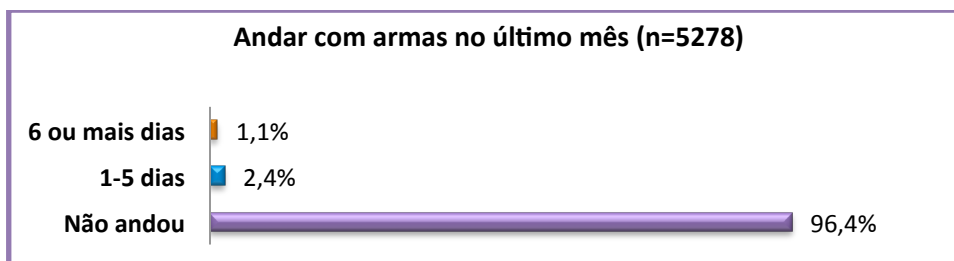 Andar com armas no último mês (n=5278)
6 ou mais dias 1,1%
1-5 dias 2,4%
Não andou 96,4%